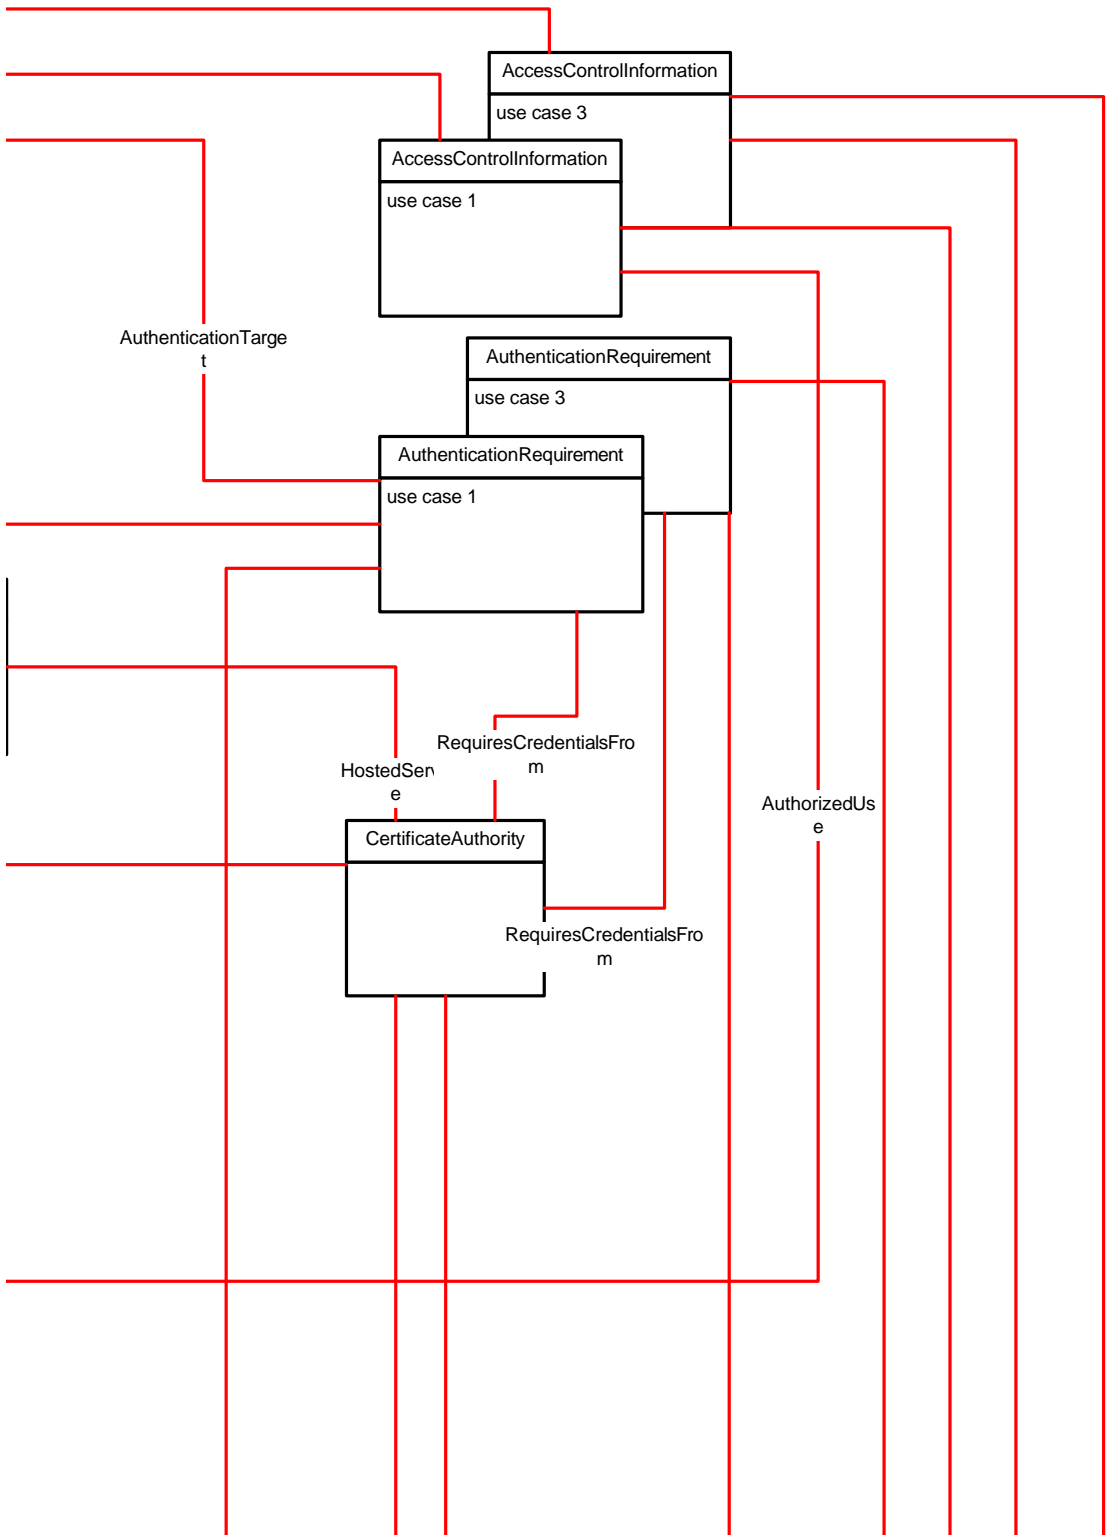 AccessControlInformation
use case 3
AccessControlInformation
use case 1
AuthenticationTarge
t
AuthenticationRequirement
use case 3
AuthenticationRequirement
use case 1
RequiresCredentialsFro
m
HostedServ
e
AuthorizedUs
e
CertificateAuthority
RequiresCredentialsFro
m